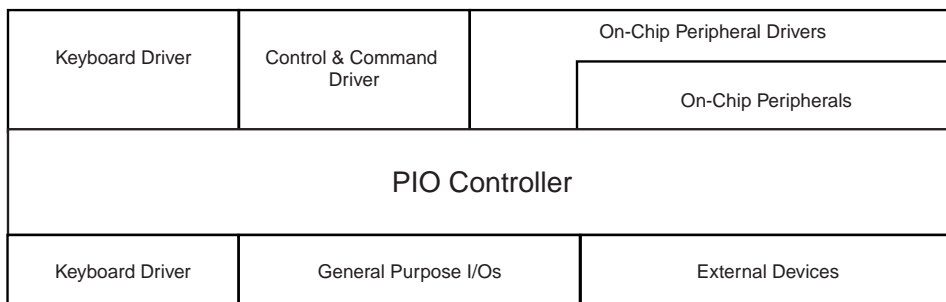 Keyboard Driver
Control & Command
Driver
On-Chip Peripheral Drivers
On-Chip Peripherals
PIO Controller
Keyboard Driver
General Purpose I/Os
External Devices